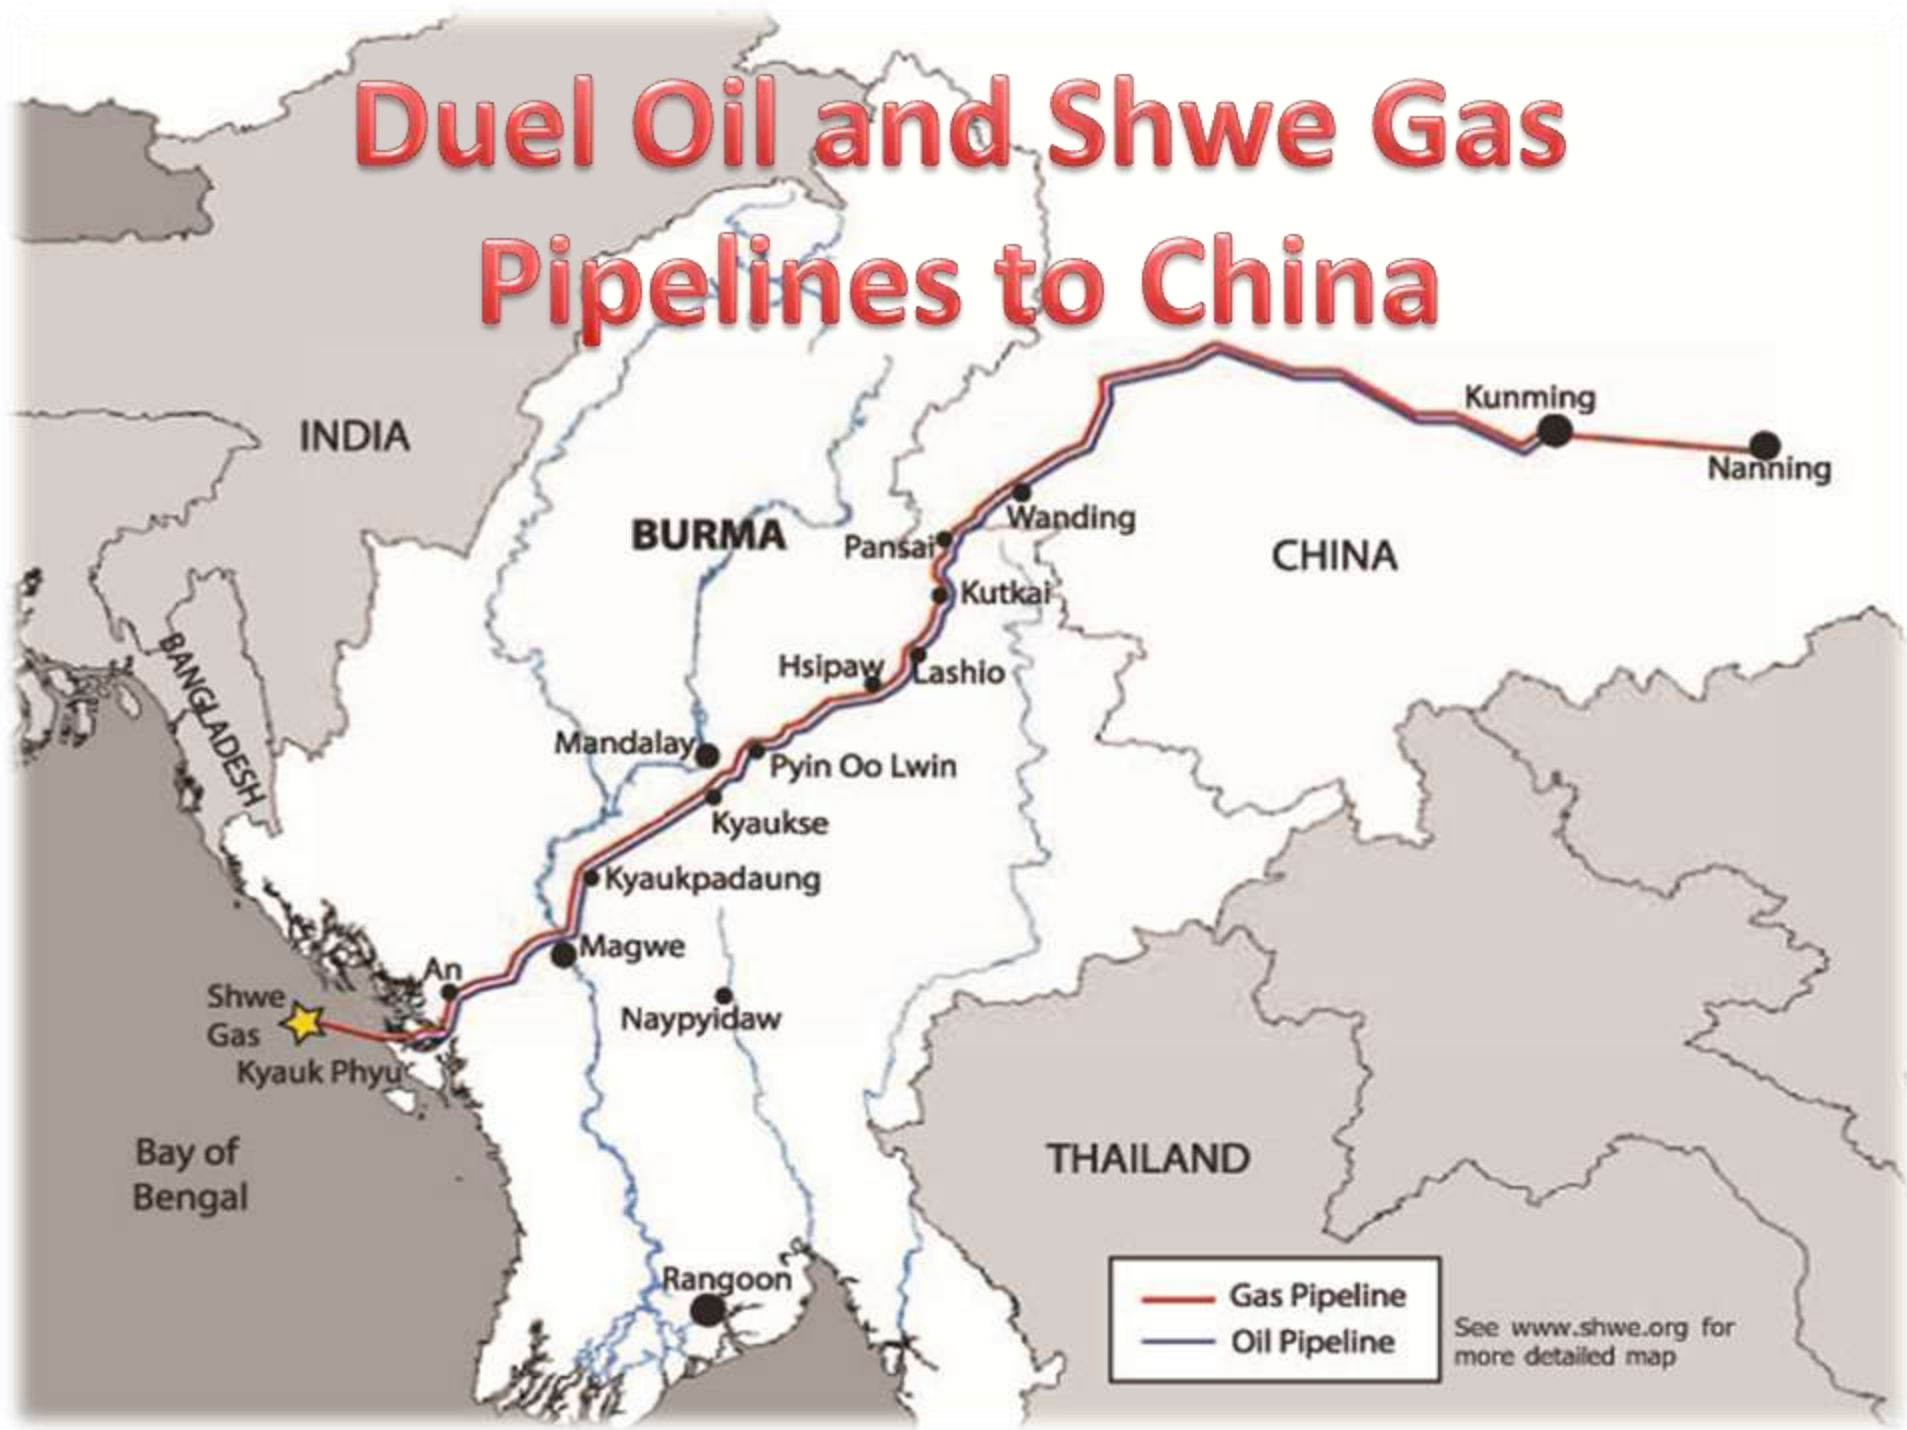 Duel Oil and Shwe Gas
Pipelines to China
Kunming
Nanning
INDIA
BURMA
Wanding
Pansai
CHINA
Kutkai
BANGLADESH
Hsipaw
Lashio
Mandalay
Pyin Oo Lwin
Kyaukse
Kyaukpadaung
Magwe
An
Shwe
Gas
Naypyidaw
Kyauk Phyu
Bay of
Bengal
THAILAND
Rangoon
Gas Pipeline
Oil Pipeline
See www.shwe.org for
more detailed map